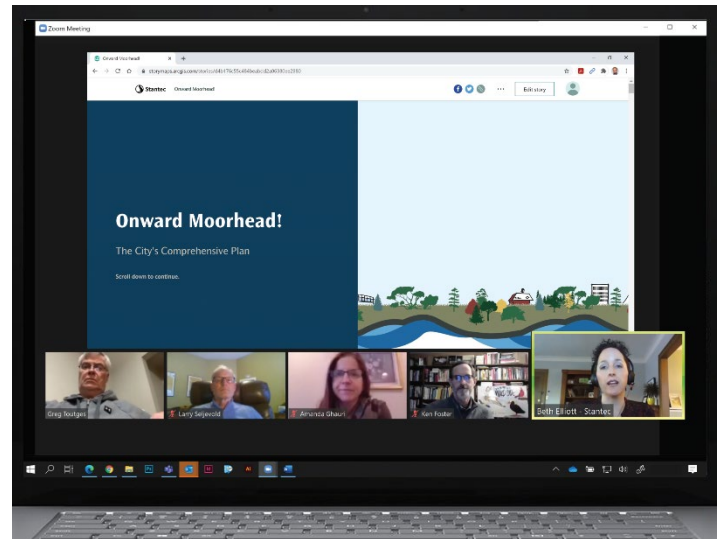 Zoom Meeting
Onward Moorhead!
Stantec Onward Moorhead! Edit story
Onward Moorhead!
The City's Comprehensive Plan
Scroll down to continue.
Greg Toutges
Larry Seljevold
Amanda Ghauri
Ken Foster
Beth Elliott - Stantec